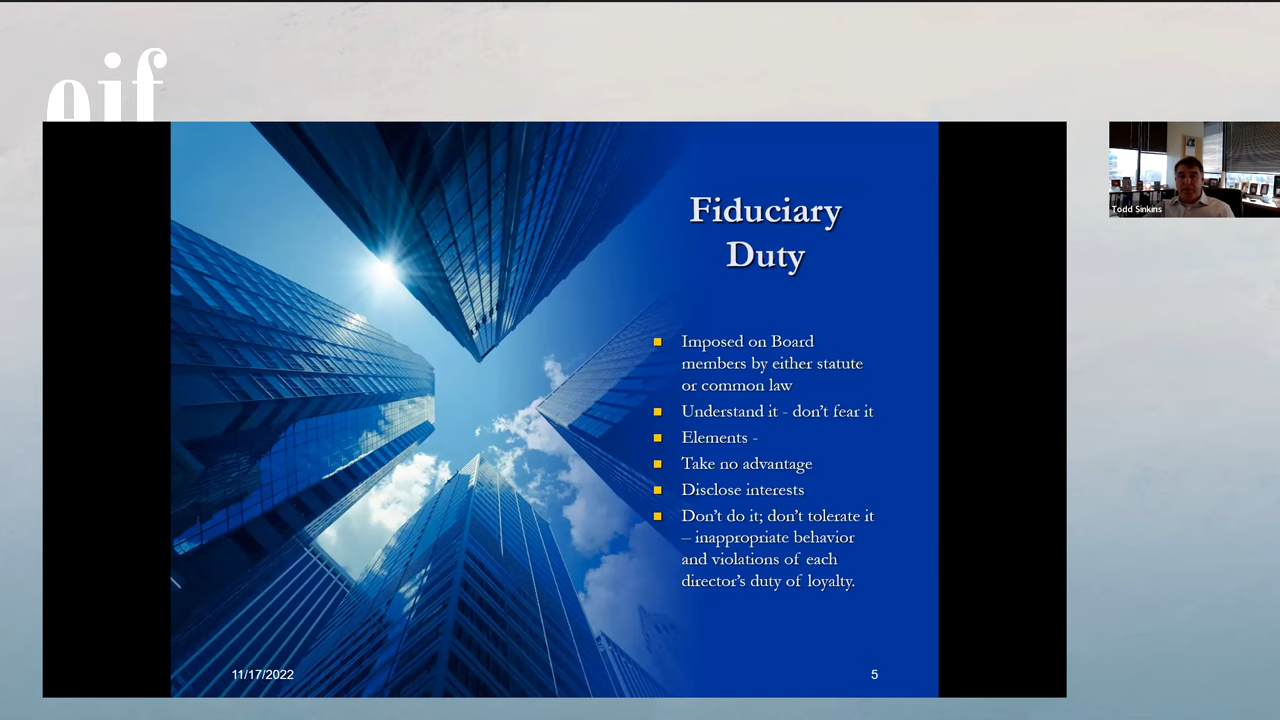 Fiduciary
Duty
Imposed on Board
members by either statute
or common law
Understand it - don't fear it
Elements -
Take no advantage
Disclose interests
Don't do it; don't tolerate it
– inappropriate behavior
and violations of each
director's duty of loyalty.
11/17/2022
5
Todd Sinkins